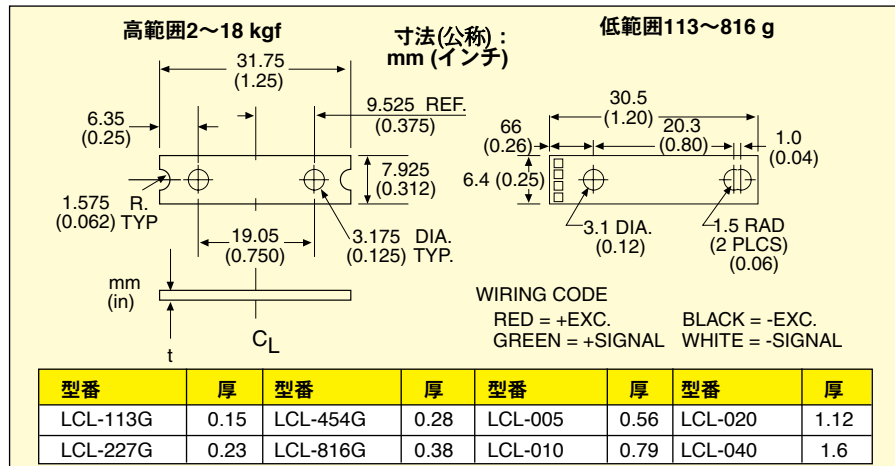 高範囲2〜18 kgf
寸法(公称)：
mm (インチ)
低範囲113〜816 g
31.75
(1.25)
6.35
(0.25)
9.525 REF.
(0.375)
7.925
(0.312)
1.575 R.
(0.062) TYP
19.05
(0.750)
3.175 DIA.
(0.125) TYP.
mm
(in)
t
CL
30.5
(1.20)
66
(0.26)
20.3
(0.80)
1.0
(0.04)
6.4 (0.25)
3.1 DIA.
(0.12)
1.5 RAD
(2 PLCS)
(0.06)
WIRING CODE
RED = +EXC. BLACK = -EXC.
GREEN = +SIGNAL WHITE = -SIGNAL
型番 厚 型番 厚 型番 厚 型番 厚
LCL-113G 0.15 LCL-454G 0.28 LCL-005 0.56 LCL-020 1.12
LCL-227G 0.23 LCL-816G 0.38 LCL-010 0.79 LCL-040 1.6